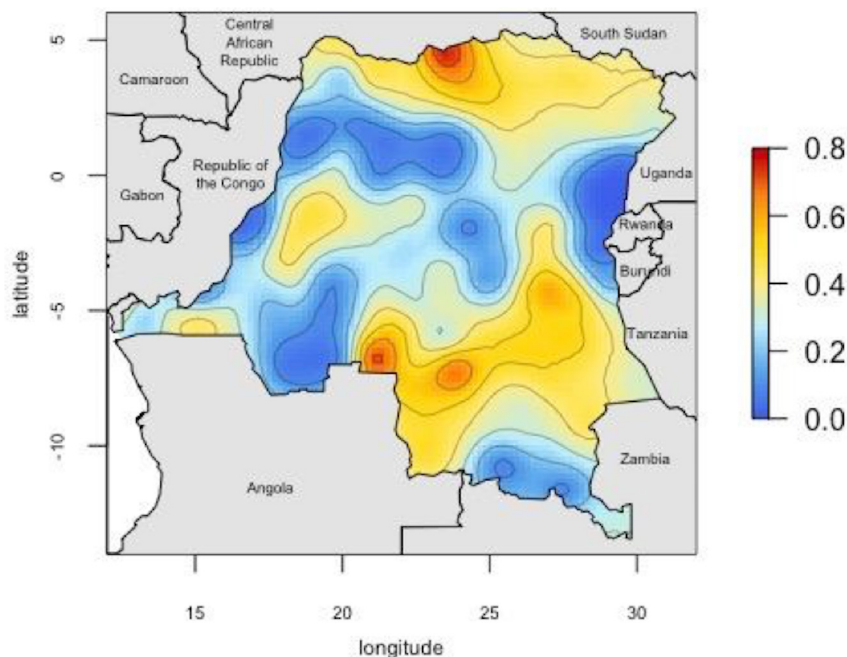 Central
African
Republic
South Sudan
Camaroon
Republic of
the Congo
Gabon
Uganda
Rwanda
Burundi
Tanzania
Zambia
Angola
5
0
-5
-10
latitude
15
20
25
30
longitude
0.8
0.6
0.4
0.2
0.0